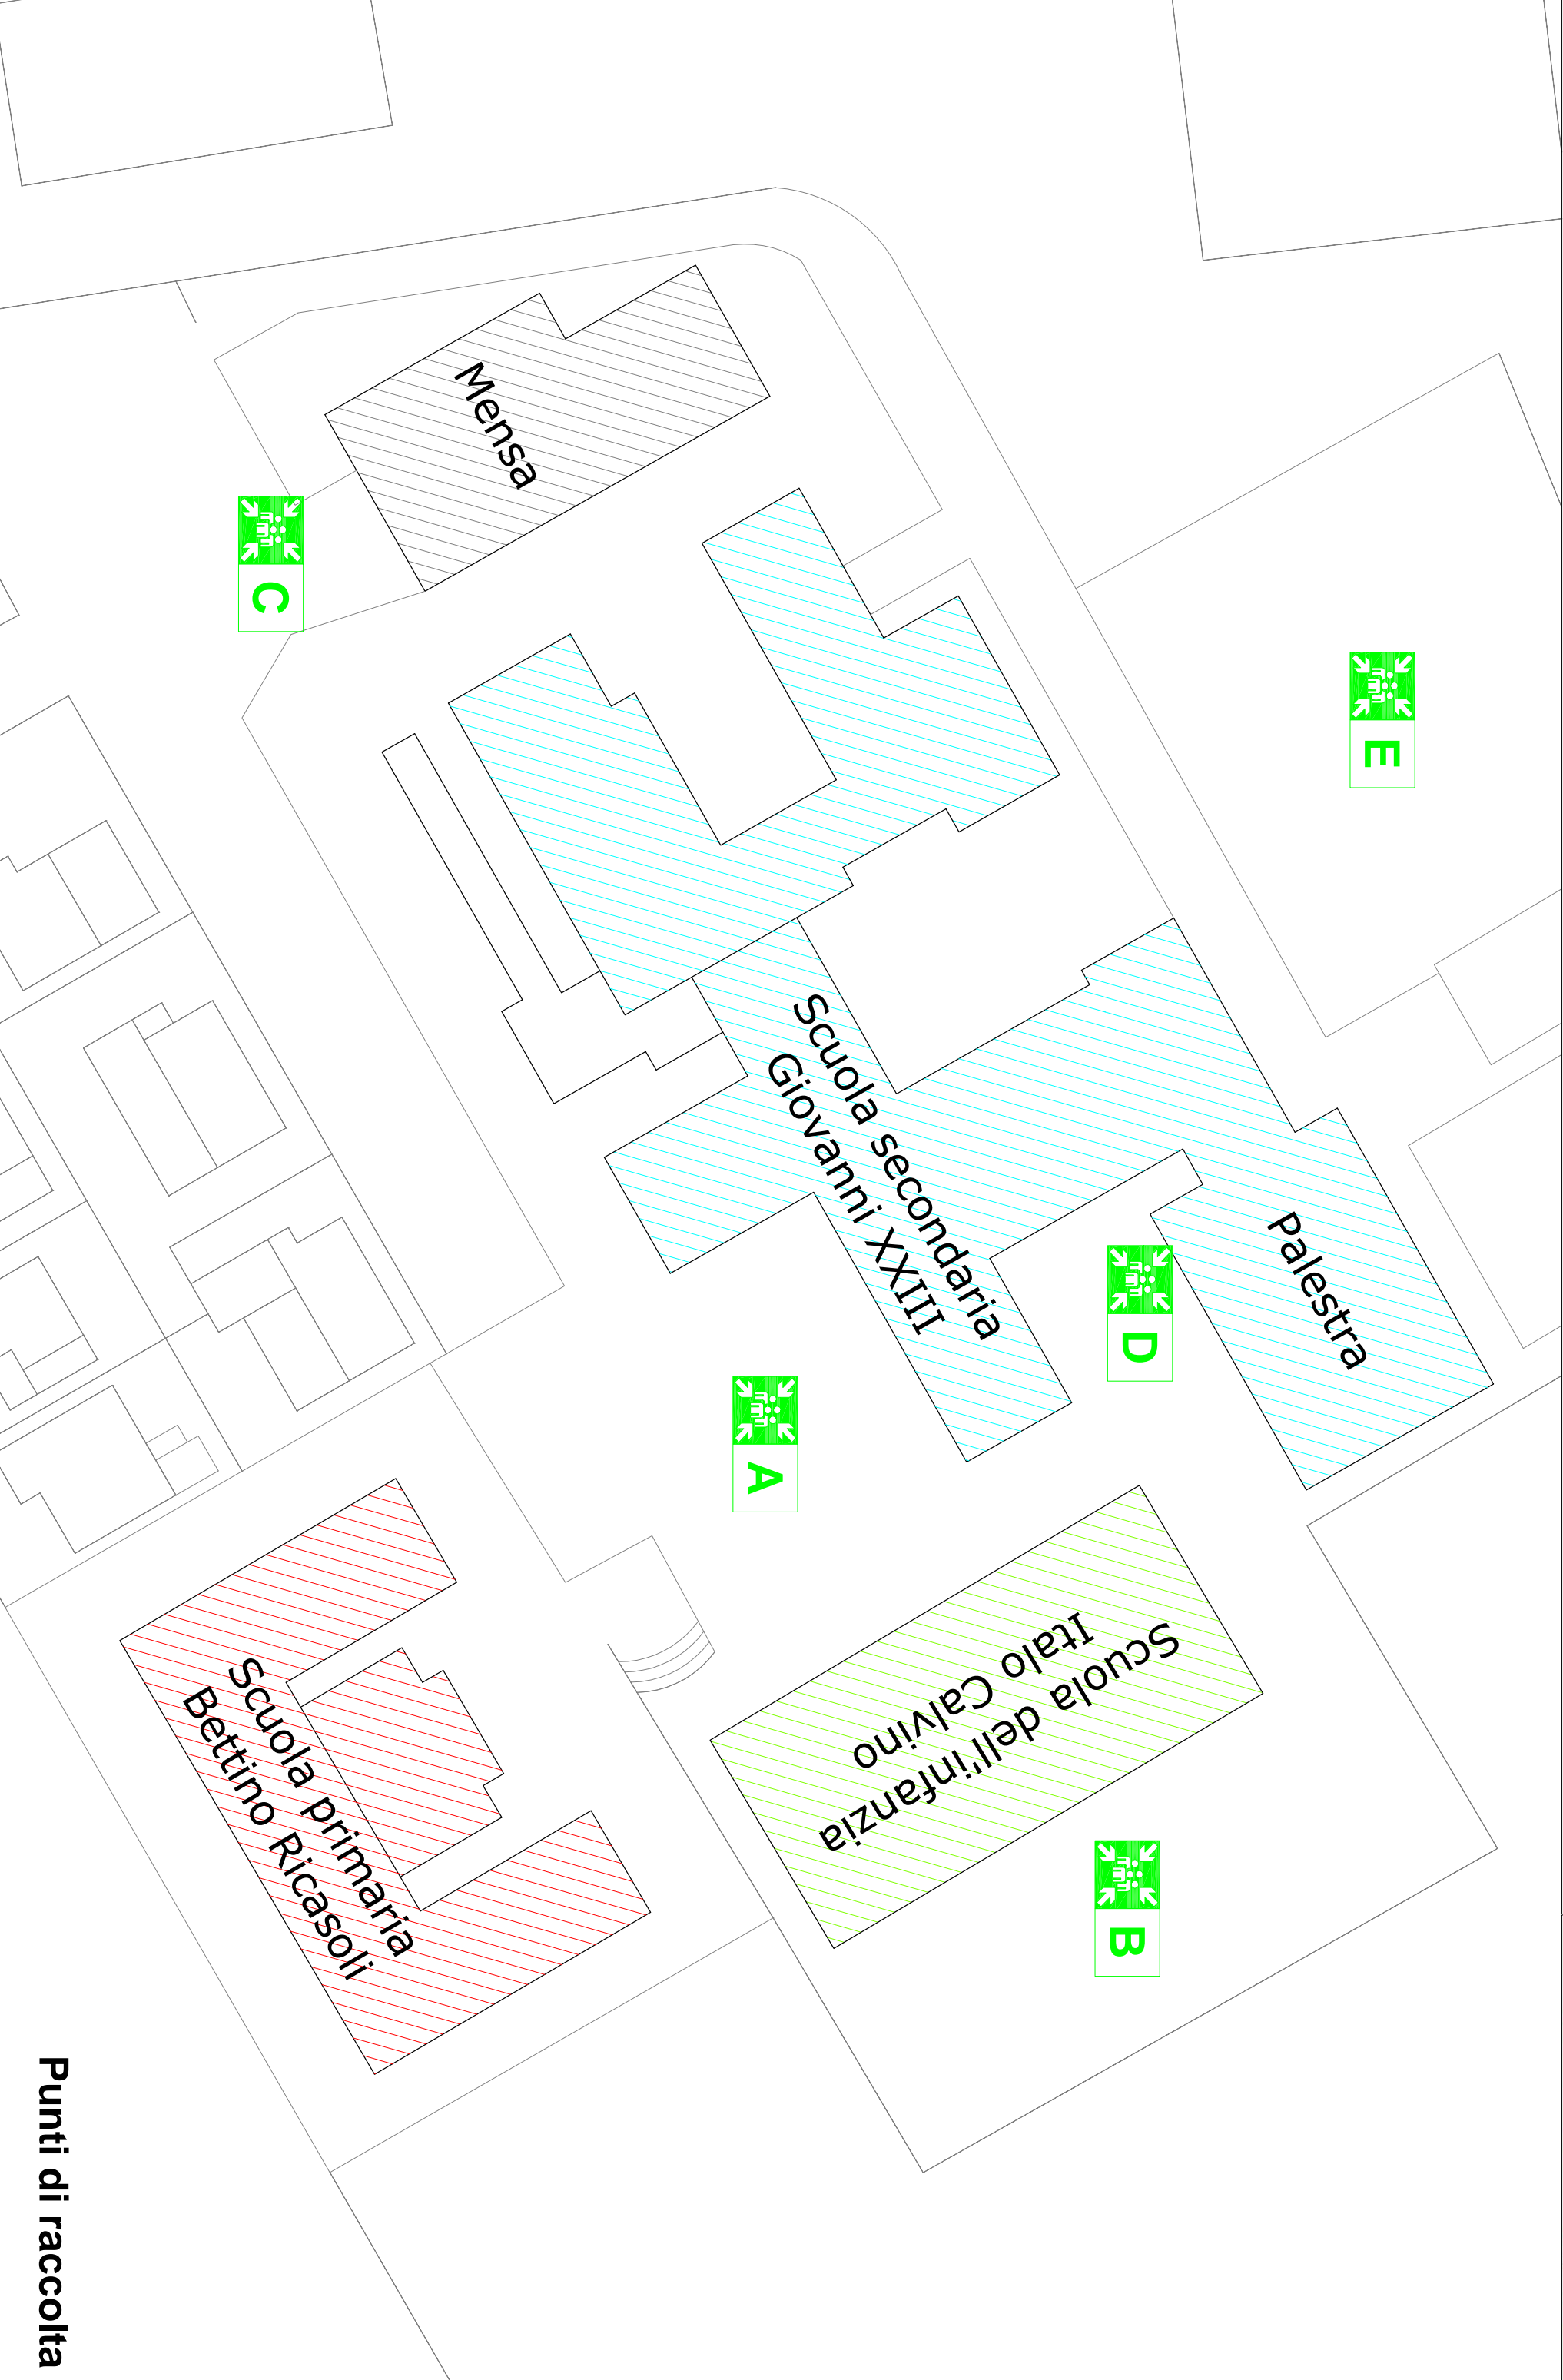 Mensa
C
E
Scuola secondaria
Giovanni XXIII
Palestra
D
A
Scuola dell'infanzia
Italo Calvino
B
Scuola primaria
Bettino Ricasoli
Punti di raccolta